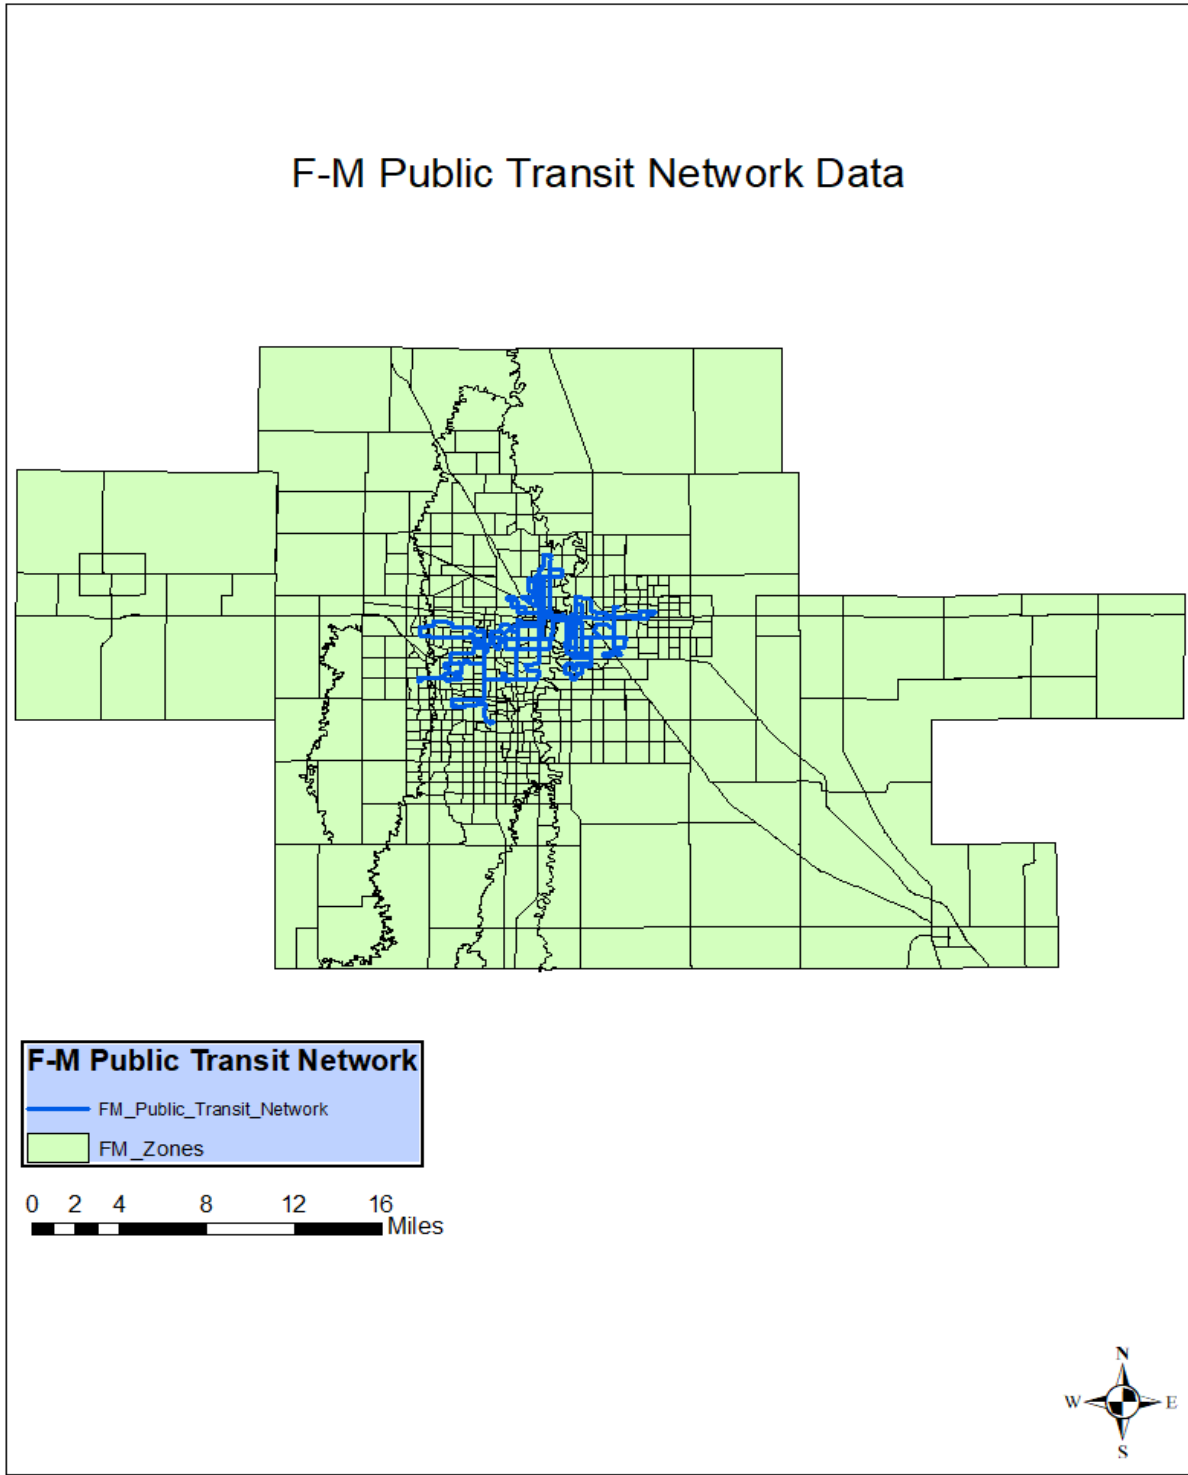 F-M Public Transit Network Data
F-M Public Transit Network
FM_Public_Transit_Network
FM_Zones
0 2 4 8 12 16
Miles
N
W E
S